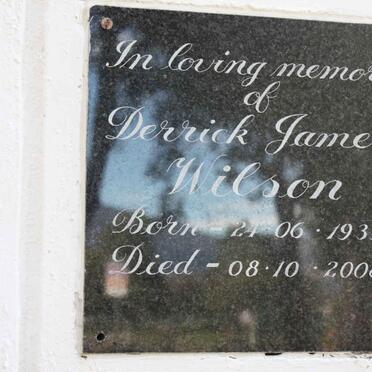 In loving memor
of
Derrick Jame
Wilson
Born - 24·06·193
Died - 08·10·200